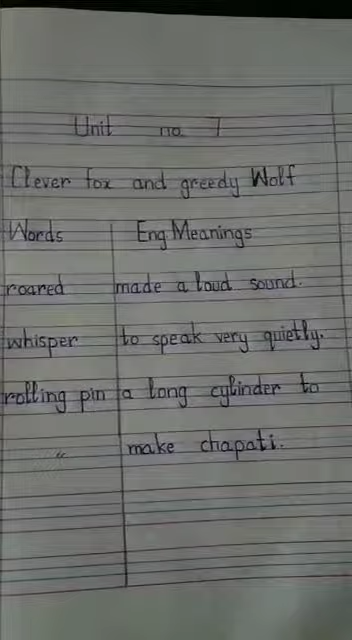 Unit no 7
Clever fox and greedy Wolf
Words Eng Meanings
roared made a loud sound.
whisper to speak very quietly.
rolling pin a long cylinder to
" make chapati.